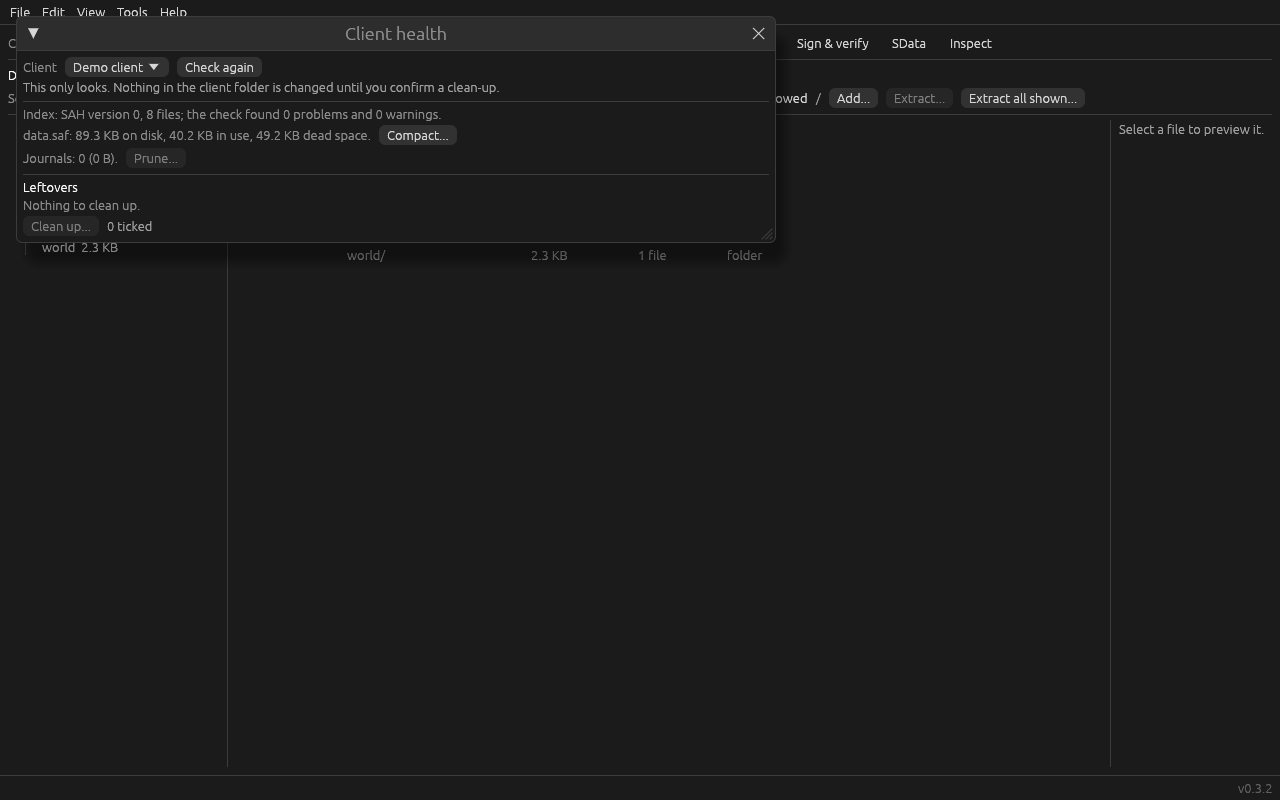 File Edit View Tools Help
Client health
Sign & verify SData Inspect
Client Demo client Check again
This only looks. Nothing in the client folder is changed until you confirm a clean-up.
/ Add... Extract... Extract all shown...
Index: SAH version 0, 8 files; the check found 0 problems and 0 warnings.
data.saf: 89.3 KB on disk, 40.2 KB in use, 49.2 KB dead space. Compact...
Select a file to preview it.
Journals: 0 (0 B). Prune...
Leftovers
Nothing to clean up.
Clean up... 0 ticked
world 2.3 KB
world/ 2.3 KB 1 file folder
v0.3.2